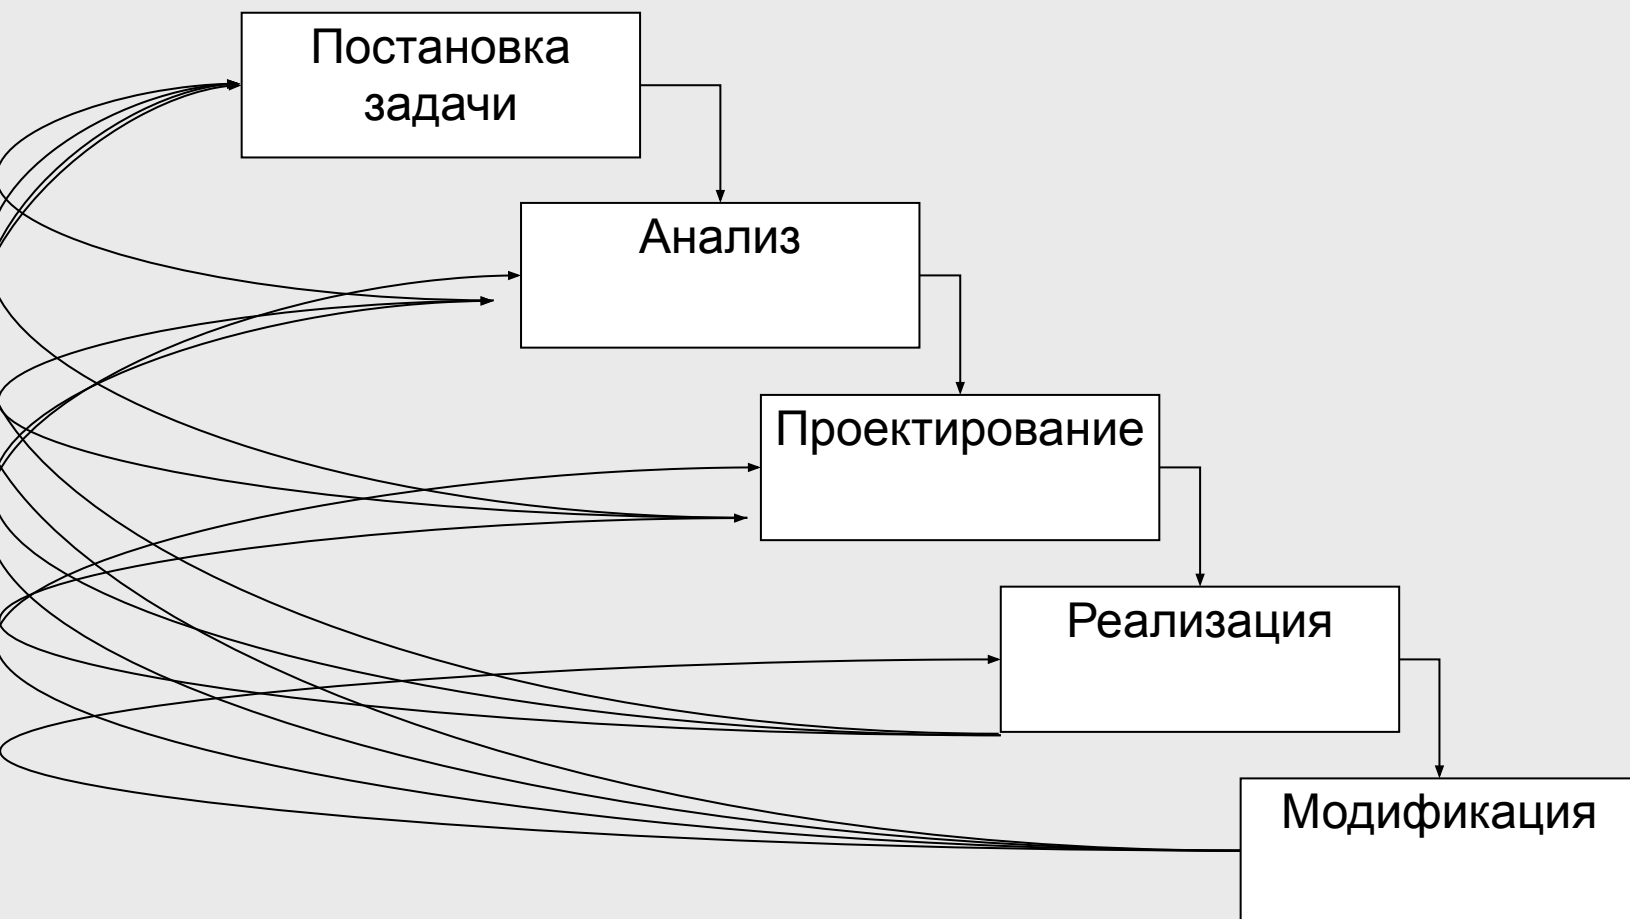 Постановка
задачи
Анализ
Проектирование
Реализация
Модификация